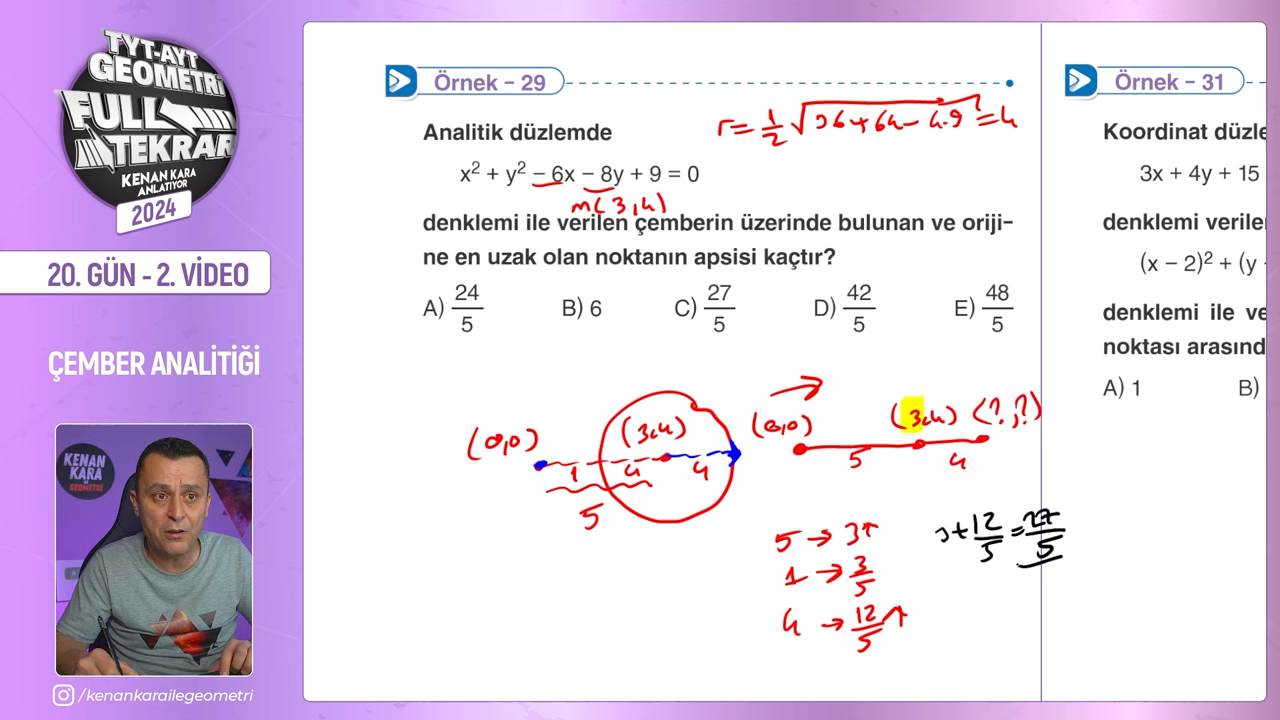 TYT-AYT
GEOMETRİ
FULL
TEKRAR
KENAN KARA
ANLATIYOR
2024
20. GÜN - 2. VİDEO
ÇEMBER ANALİTİĞİ
KENAN
KARA
GEOMETRİ
/kenankarailegeometri
Örnek - 29
Analitik düzlemde
r = 1/2 √36+64-4.9 = 4
x² + y² – 6x – 8y + 9 = 0
m(3,4)
denklemi ile verilen çemberin üzerinde bulunan ve oriji-
ne en uzak olan noktanın apsisi kaçtır?
A) 24/5 B) 6 C) 27/5 D) 42/5 E) 48/5
(0,0) (3,4)
1 4 4
5
(0,0) (3,4) (?,?)
5 4
5 → 3↑
1 → 3/5
4 → 12/5 ↑
3 + 12/5 = 27/5
Örnek - 31
Koordinat düzle
3x + 4y + 15
denklemi verile
(x – 2)² + (y
denklemi ile ve
noktası arasınd
A) 1 B)